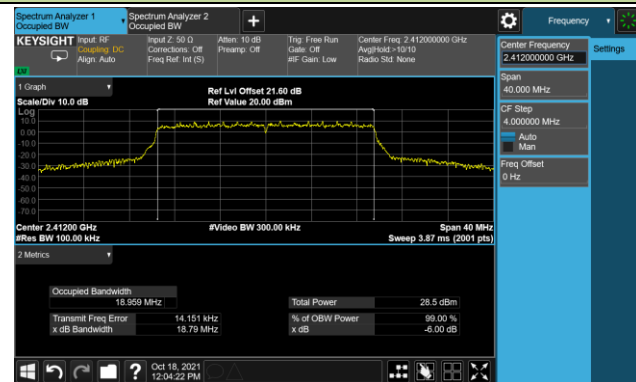 Spectrum Analyzer 1
Occupied BW
Spectrum Analyzer 2
Occupied BW
Frequency
KEYSIGHT
Input: RF
Coupling: DC
Align: Auto
Input Z: 50 Ω
Corrections: Off
Freq Ref: Int (S)
Atten: 10 dB
Preamp: Off
Trig: Free Run
Gate: Off
#IF Gain: Low
Center Freq: 2.412000000 GHz
Avg|Hold:>10/10
Radio Std: None
Center Frequency
2.412000000 GHz
Settings
Span
40.000 MHz
CF Step
4.000000 MHz
Auto
Man
Freq Offset
0 Hz
1 Graph
Scale/Div 10.0 dB
Ref Lvl Offset 21.60 dB
Ref Value 20.00 dBm
Log
10.0
0.00
-10.0
-20.0
-30.0
-40.0
-50.0
-60.0
-70.0
Center 2.41200 GHz
#Res BW 100.00 kHz
#Video BW 300.00 kHz
Span 40 MHz
Sweep 3.87 ms (2001 pts)
2 Metrics
Occupied Bandwidth
18.959 MHz
Total Power 28.5 dBm
Transmit Freq Error 14.151 kHz
% of OBW Power 99.00 %
x dB Bandwidth 18.79 MHz
x dB -6.00 dB
Oct 18, 2021
12:04:22 PM